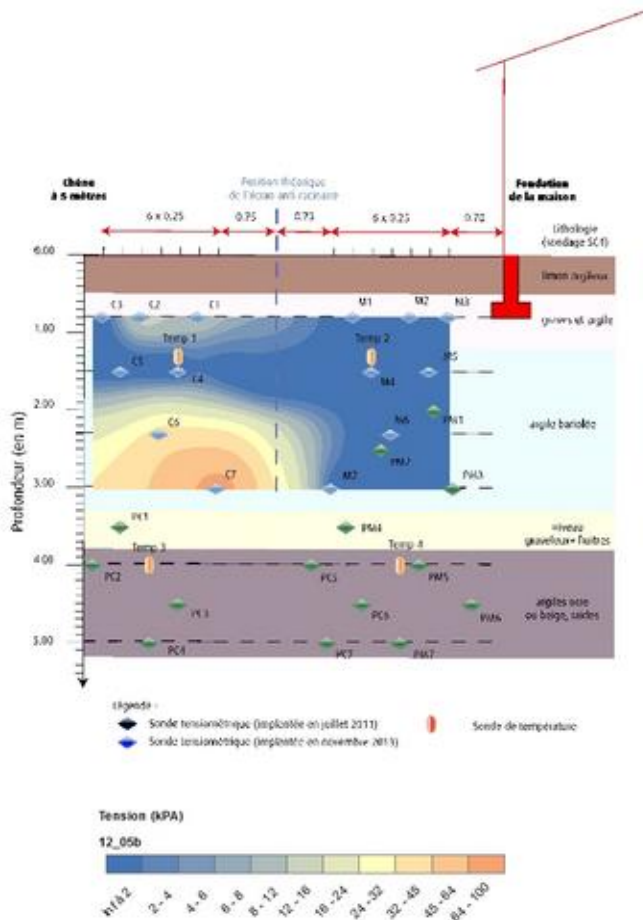 Chêne
à 5 mètres
Position théorique
de l'écran anti-racinaire
Fondation
de la maison
6 x 0.25
0.75
0.75
6 x 0.25
0.70
Lithologie
(sondage SC1)
0.00
limon argileux
C3
C2
C1
M1
M2
M3
graves et argile
1.00
Temp 1
Temp 2
C5
C4
M4
M5
2.00
PM1
argile bariolée
C6
M6
PM2
C7
M7
PM3
3.00
PC1
PM4
niveau
graveleux+ huitres
Temp 3
Temp 4
4.00
PC2
PC5
PM5
argiles
ou beige, raides
PC3
PC6
PM6
5.00
PC4
PC7
PM7
Profondeur (en m)
Légende :
Sonde tensiométrique (implantée en juillet 2011)
Sonde de température
Sonde tensiométrique (implantée en novembre 2013)
Tension (kPA)
12_05b
Inf à 2
2 - 4
4 - 6
6 - 8
8 - 12
12 - 16
16 - 24
24 - 32
32 - 45
45 - 64
64 - 100